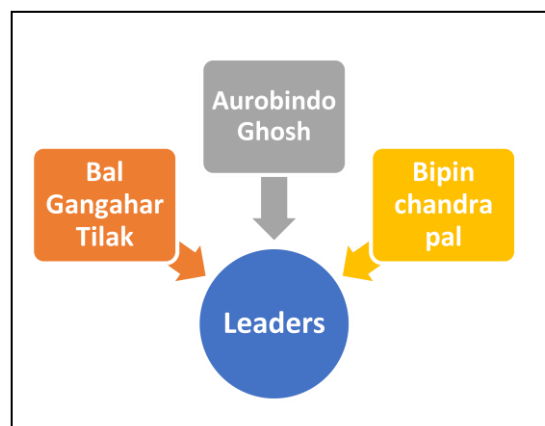 Aurobindo
Ghosh
Bal
Gangahar
Tilak
Bipin
chandra
pal
Leaders